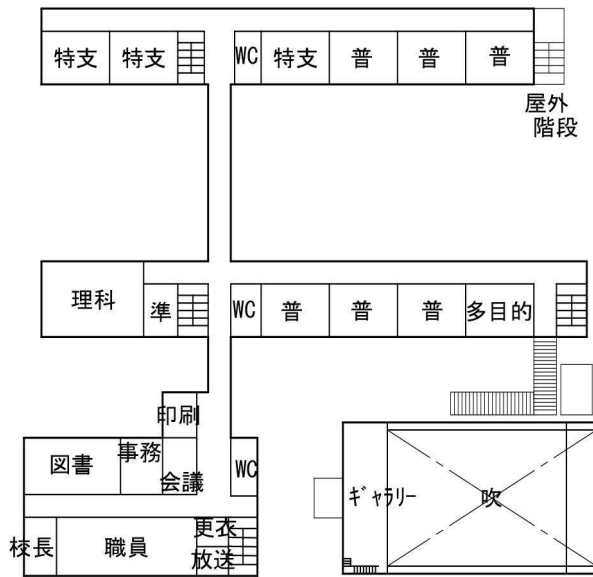 特支
特支
WC
特支
普
普
普
屋外
階段
理科
準
WC
普
普
普
多目的
印刷
図書
事務
会議
WC
ギャラリー
吹
校長
職員
更衣
放送